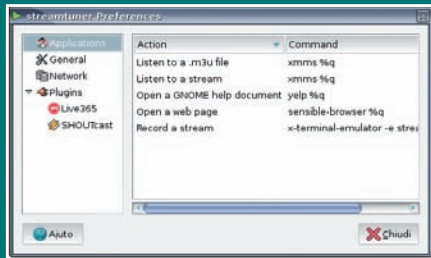 streamtuner Preferences
Applications
General
Network
Plugins
Live365
SHOUTcast
Action Command
Listen to a .m3u file xmms %q
Listen to a stream xmms %q
Open a GNOME help document yelp %q
Open a web page sensible-browser %q
Record a stream x-terminal-emulator -e strea
Aiuto
Chiudi